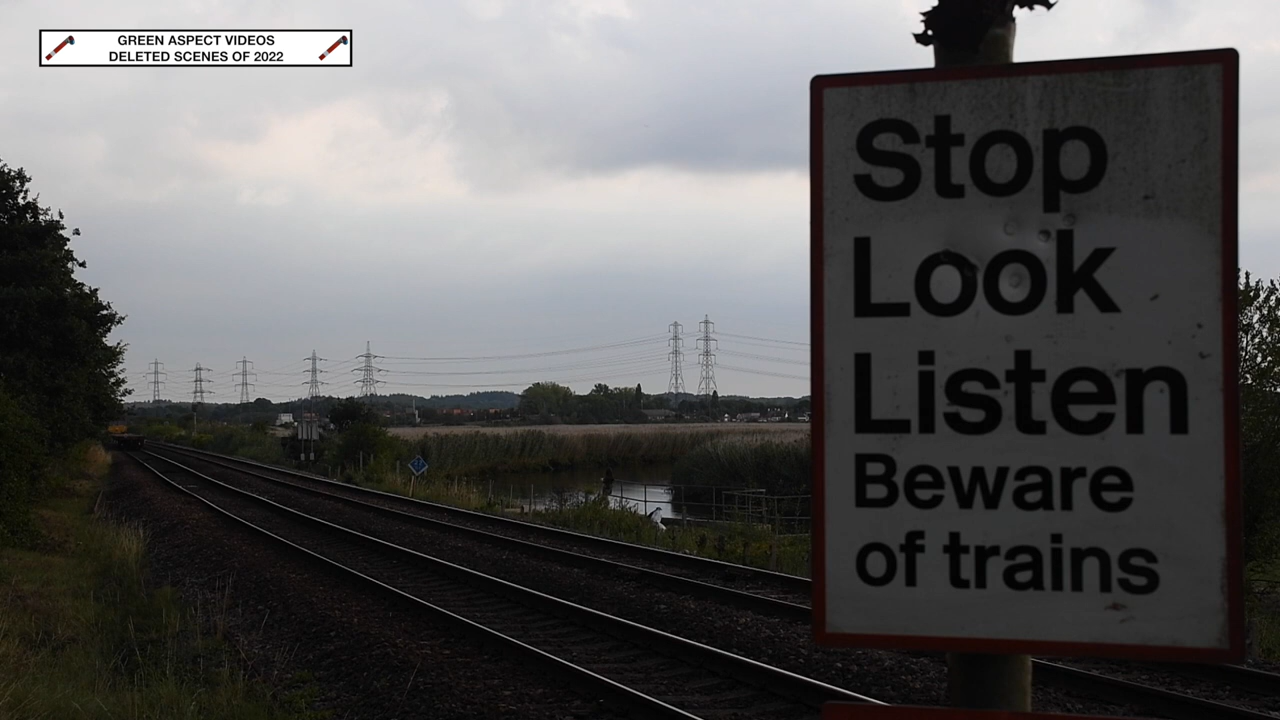 GREEN ASPECT VIDEOS
DELETED SCENES OF 2022
Stop
Look
Listen
Beware
of trains